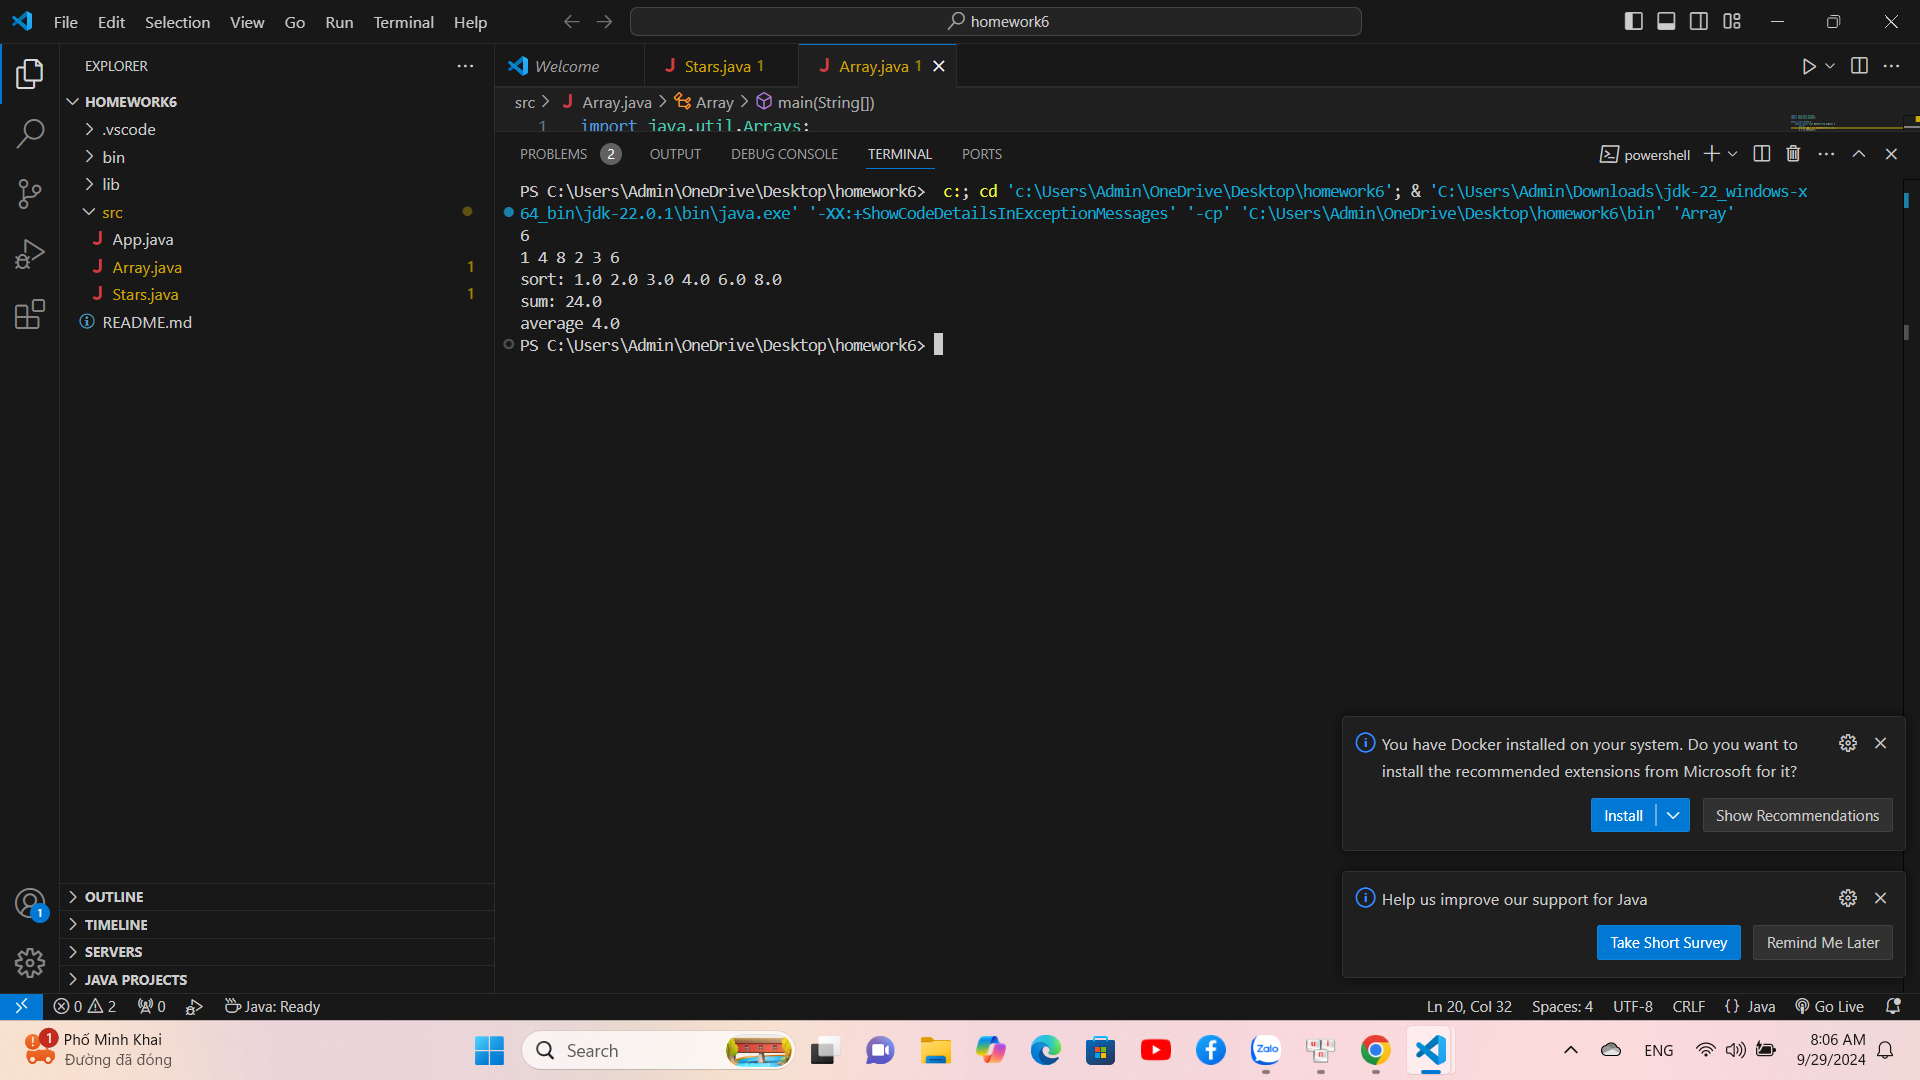 File Edit Selection View Go Run Terminal Help
homework6
EXPLORER
Welcome
Stars.java 1
Array.java 1
HOMEWORK6
src > Array.java > Array > main(String[])
1 import java.util.Arrays;
.vscode
bin
lib
src
App.java
Array.java 1
Stars.java 1
README.md
PROBLEMS 2 OUTPUT DEBUG CONSOLE TERMINAL PORTS
powershell
PS C:\Users\Admin\OneDrive\Desktop\homework6>  c:; cd 'c:\Users\Admin\OneDrive\Desktop\homework6'; & 'C:\Users\Admin\Downloads\jdk-22_windows-x
64_bin\jdk-22.0.1\bin\java.exe' '-XX:+ShowCodeDetailsInExceptionMessages' '-cp' 'C:\Users\Admin\OneDrive\Desktop\homework6\bin' 'Array'
6
1 4 8 2 3 6
sort: 1.0 2.0 3.0 4.0 6.0 8.0
sum: 24.0
average 4.0
PS C:\Users\Admin\OneDrive\Desktop\homework6>
You have Docker installed on your system. Do you want to
install the recommended extensions from Microsoft for it?
Install
Show Recommendations
Help us improve our support for Java
Take Short Survey
Remind Me Later
OUTLINE
TIMELINE
SERVERS
JAVA PROJECTS
1
0 2 0 Java: Ready
Ln 20, Col 32 Spaces: 4 UTF-8 CRLF {} Java Go Live
1
Phố Minh Khai
Đường đã đóng
Search
Zalo
ENG
8:06 AM
9/29/2024